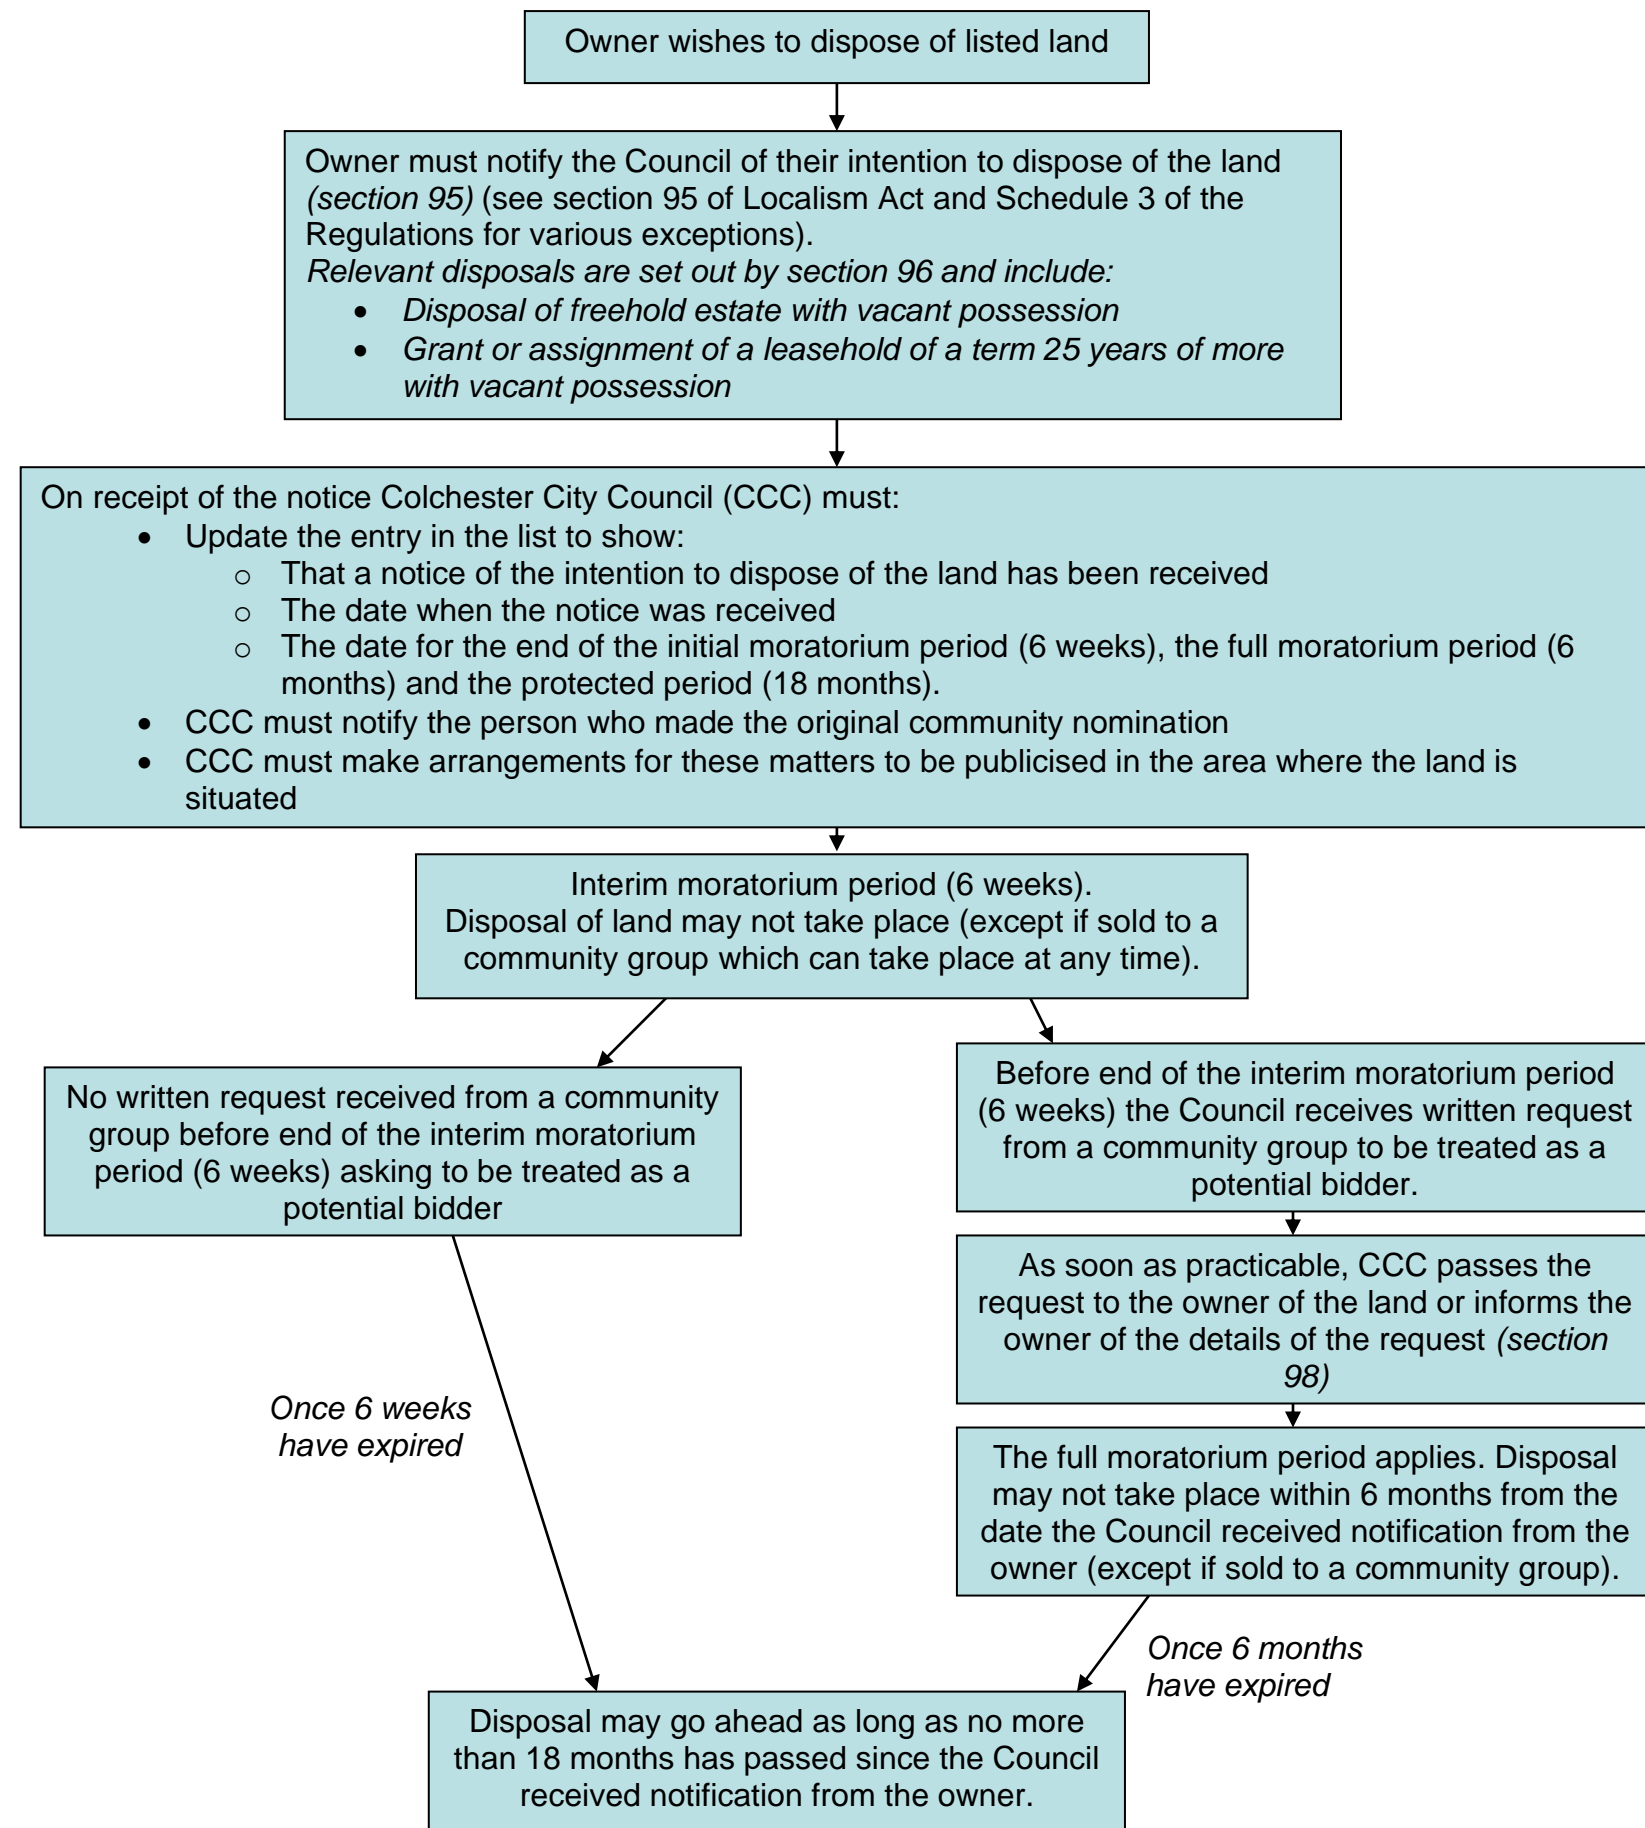 Owner wishes to dispose of listed land
Owner must notify the Council of their intention to dispose of the land
(section 95) (see section 95 of Localism Act and Schedule 3 of the
Regulations for various exceptions).
Relevant disposals are set out by section 96 and include:
• Disposal of freehold estate with vacant possession
• Grant or assignment of a leasehold of a term 25 years of more
with vacant possession
On receipt of the notice Colchester City Council (CCC) must:
• Update the entry in the list to show:
o That a notice of the intention to dispose of the land has been received
o The date when the notice was received
o The date for the end of the initial moratorium period (6 weeks), the full moratorium period (6
months) and the protected period (18 months).
• CCC must notify the person who made the original community nomination
• CCC must make arrangements for these matters to be publicised in the area where the land is
situated
Interim moratorium period (6 weeks).
Disposal of land may not take place (except if sold to a
community group which can take place at any time).
No written request received from a community
group before end of the interim moratorium
period (6 weeks) asking to be treated as a
potential bidder
Before end of the interim moratorium period
(6 weeks) the Council receives written request
from a community group to be treated as a
potential bidder.
As soon as practicable, CCC passes the
request to the owner of the land or informs the
owner of the details of the request (section
98)
Once 6 weeks
have expired
The full moratorium period applies. Disposal
may not take place within 6 months from the
date the Council received notification from the
owner (except if sold to a community group).
Once 6 months
have expired
Disposal may go ahead as long as no more
than 18 months has passed since the Council
received notification from the owner.